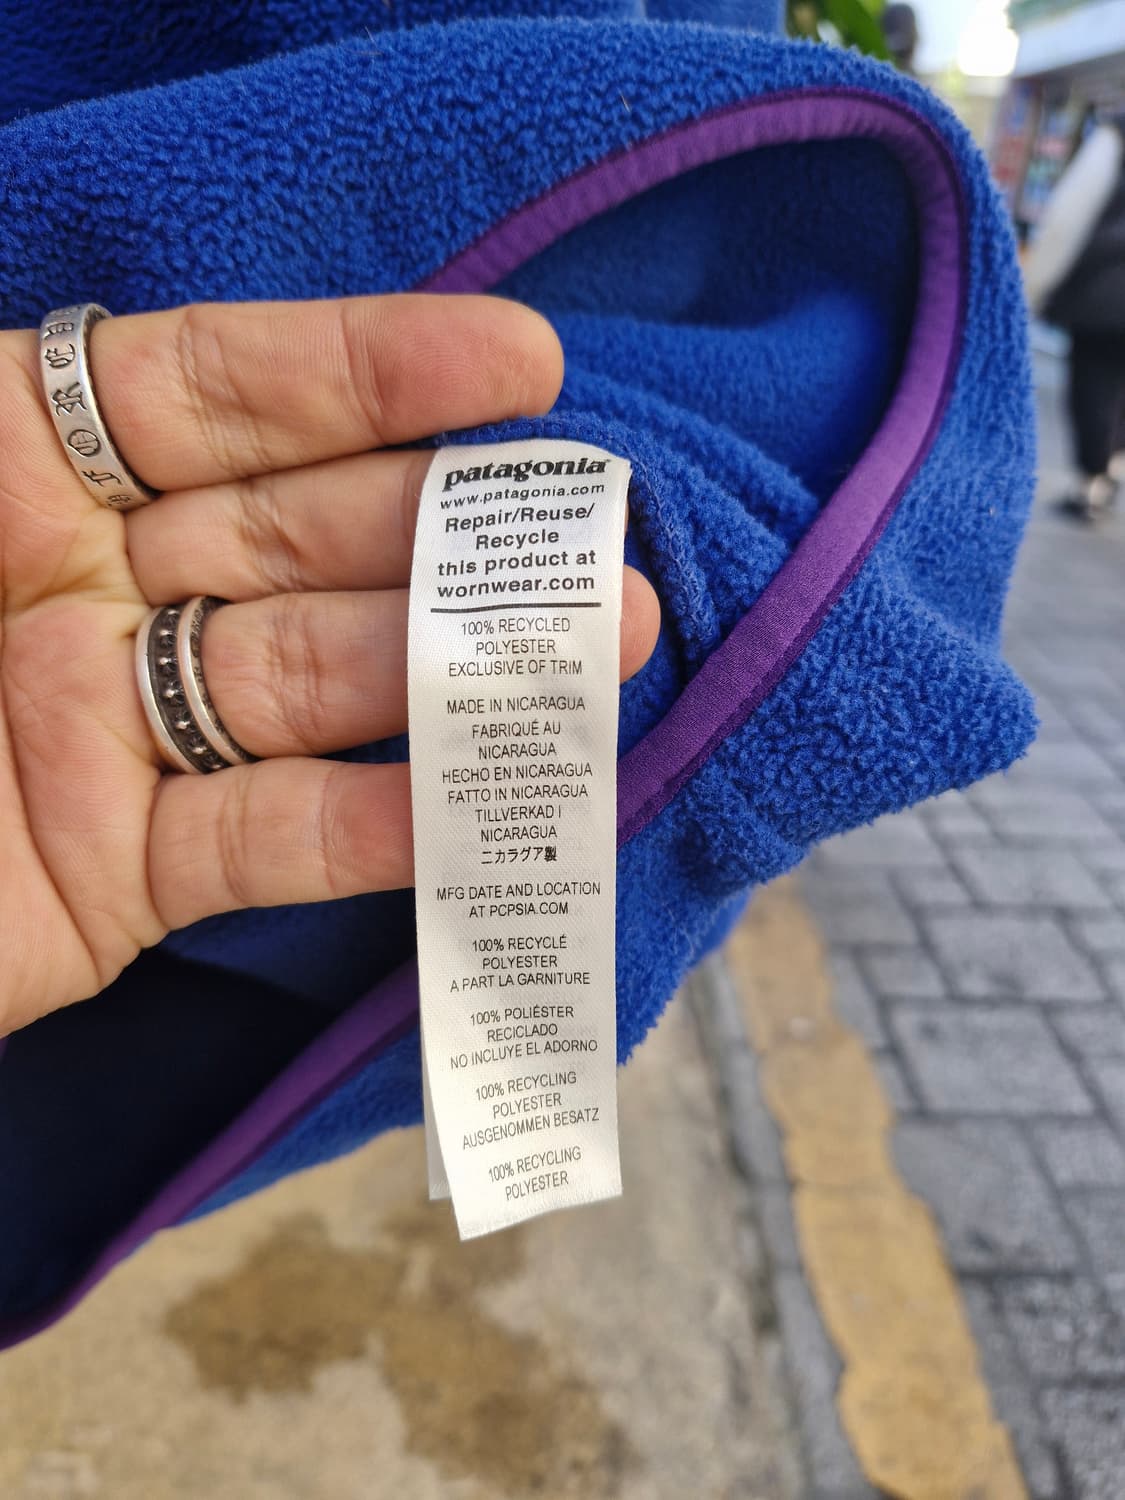 patagonia
www.patagonia.com
Repair/Reuse/
Recycle
this product at
wornwear.com
100% RECYCLED
POLYESTER
EXCLUSIVE OF TRIM
MADE IN NICARAGUA
FABRIQUÉ AU
NICARAGUA
HECHO EN NICARAGUA
FATTO IN NICARAGUA
TILLVERKAD I
NICARAGUA
ニカラグア製
MFG DATE AND LOCATION
AT PCPSIA.COM
100% RECYCLÉ
POLYESTER
A PART LA GARNITURE
100% POLIÉSTER
RECICLADO
NO INCLUYE EL ADORNO
100% RECYCLING
POLYESTER
AUSGENOMMEN BESATZ
100% RECYCLING
POLYESTER